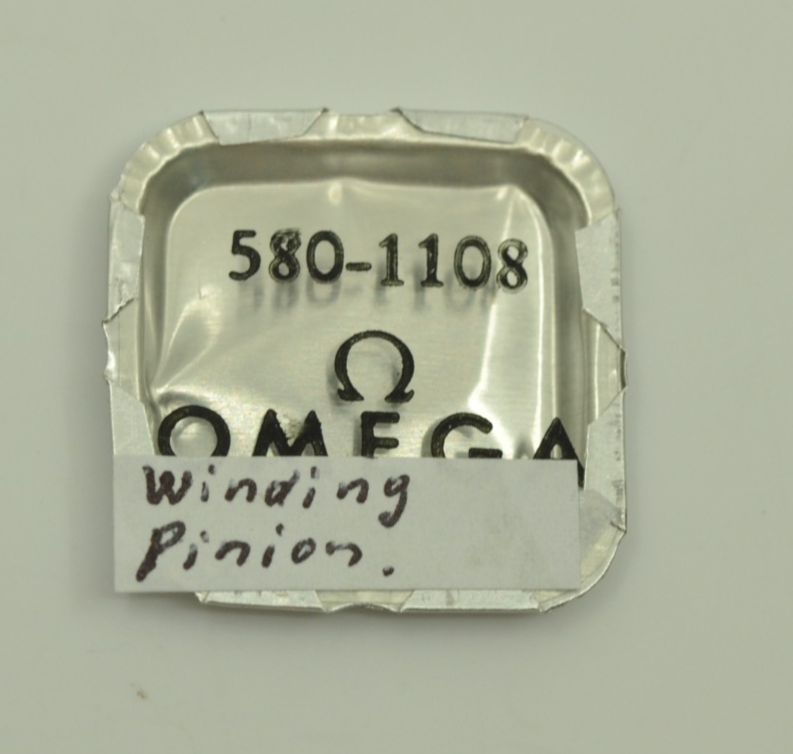 580-1108
Ω
OMEGA
Winding
Pinion.